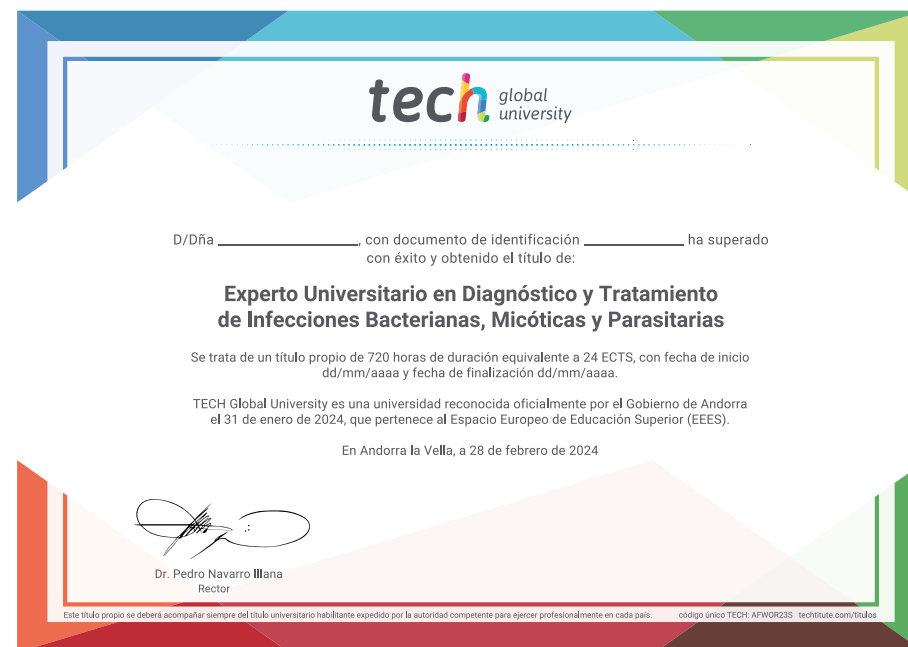 tech global university
D/Dña ____________________, con documento de identificación ______________ ha superado
con éxito y obtenido el título de:
Experto Universitario en Diagnóstico y Tratamiento
de Infecciones Bacterianas, Micóticas y Parasitarias
Se trata de un título propio de 720 horas de duración equivalente a 24 ECTS, con fecha de inicio
dd/mm/aaaa y fecha de finalización dd/mm/aaaa.
TECH Global University es una universidad reconocida oficialmente por el Gobierno de Andorra
el 31 de enero de 2024, que pertenece al Espacio Europeo de Educación Superior (EEES).
En Andorra la Vella, a 28 de febrero de 2024
Dr. Pedro Navarro Illana
Rector
Este título propio se deberá acompañar siempre del título universitario habilitante expedido por la autoridad competente para ejercer profesionalmente en cada país. código único TECH: AFWOR23S techtitute.com/titulos